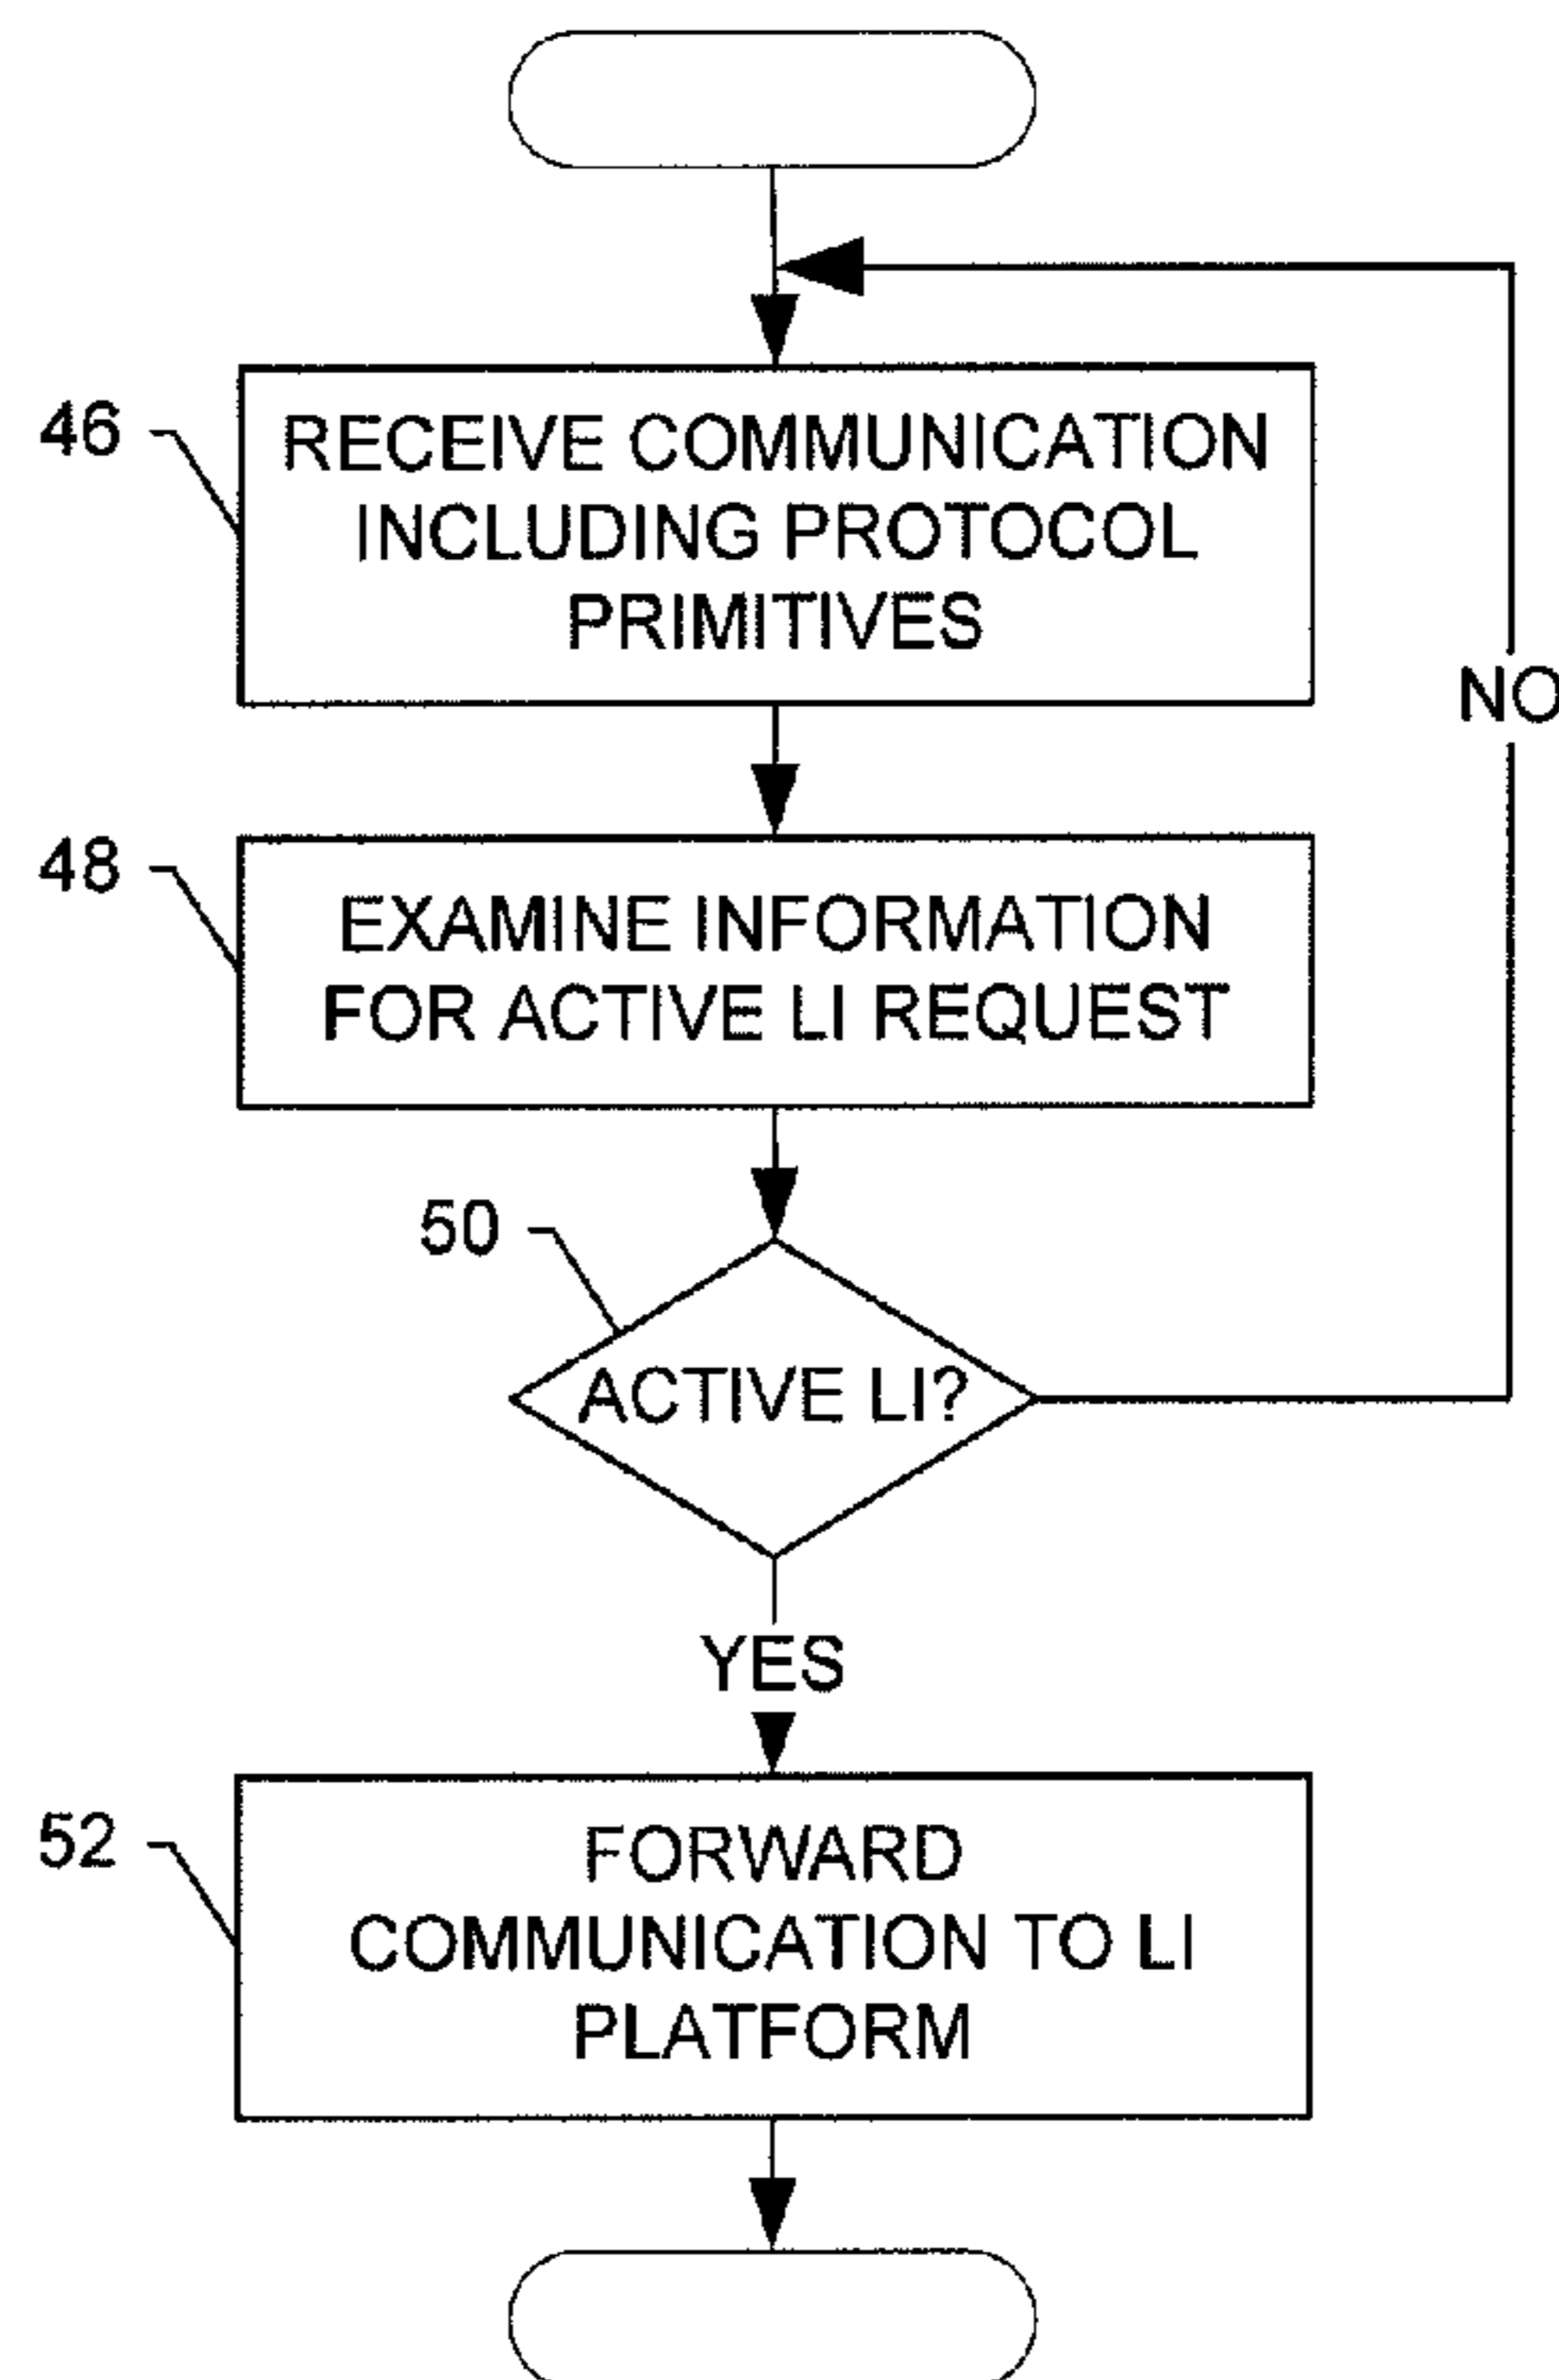 46
RECEIVE COMMUNICATION
INCLUDING PROTOCOL
PRIMITIVES
NO
48
EXAMINE INFORMATION
FOR ACTIVE LI REQUEST
50
ACTIVE LI?
YES
52
FORWARD
COMMUNICATION TO LI
PLATFORM